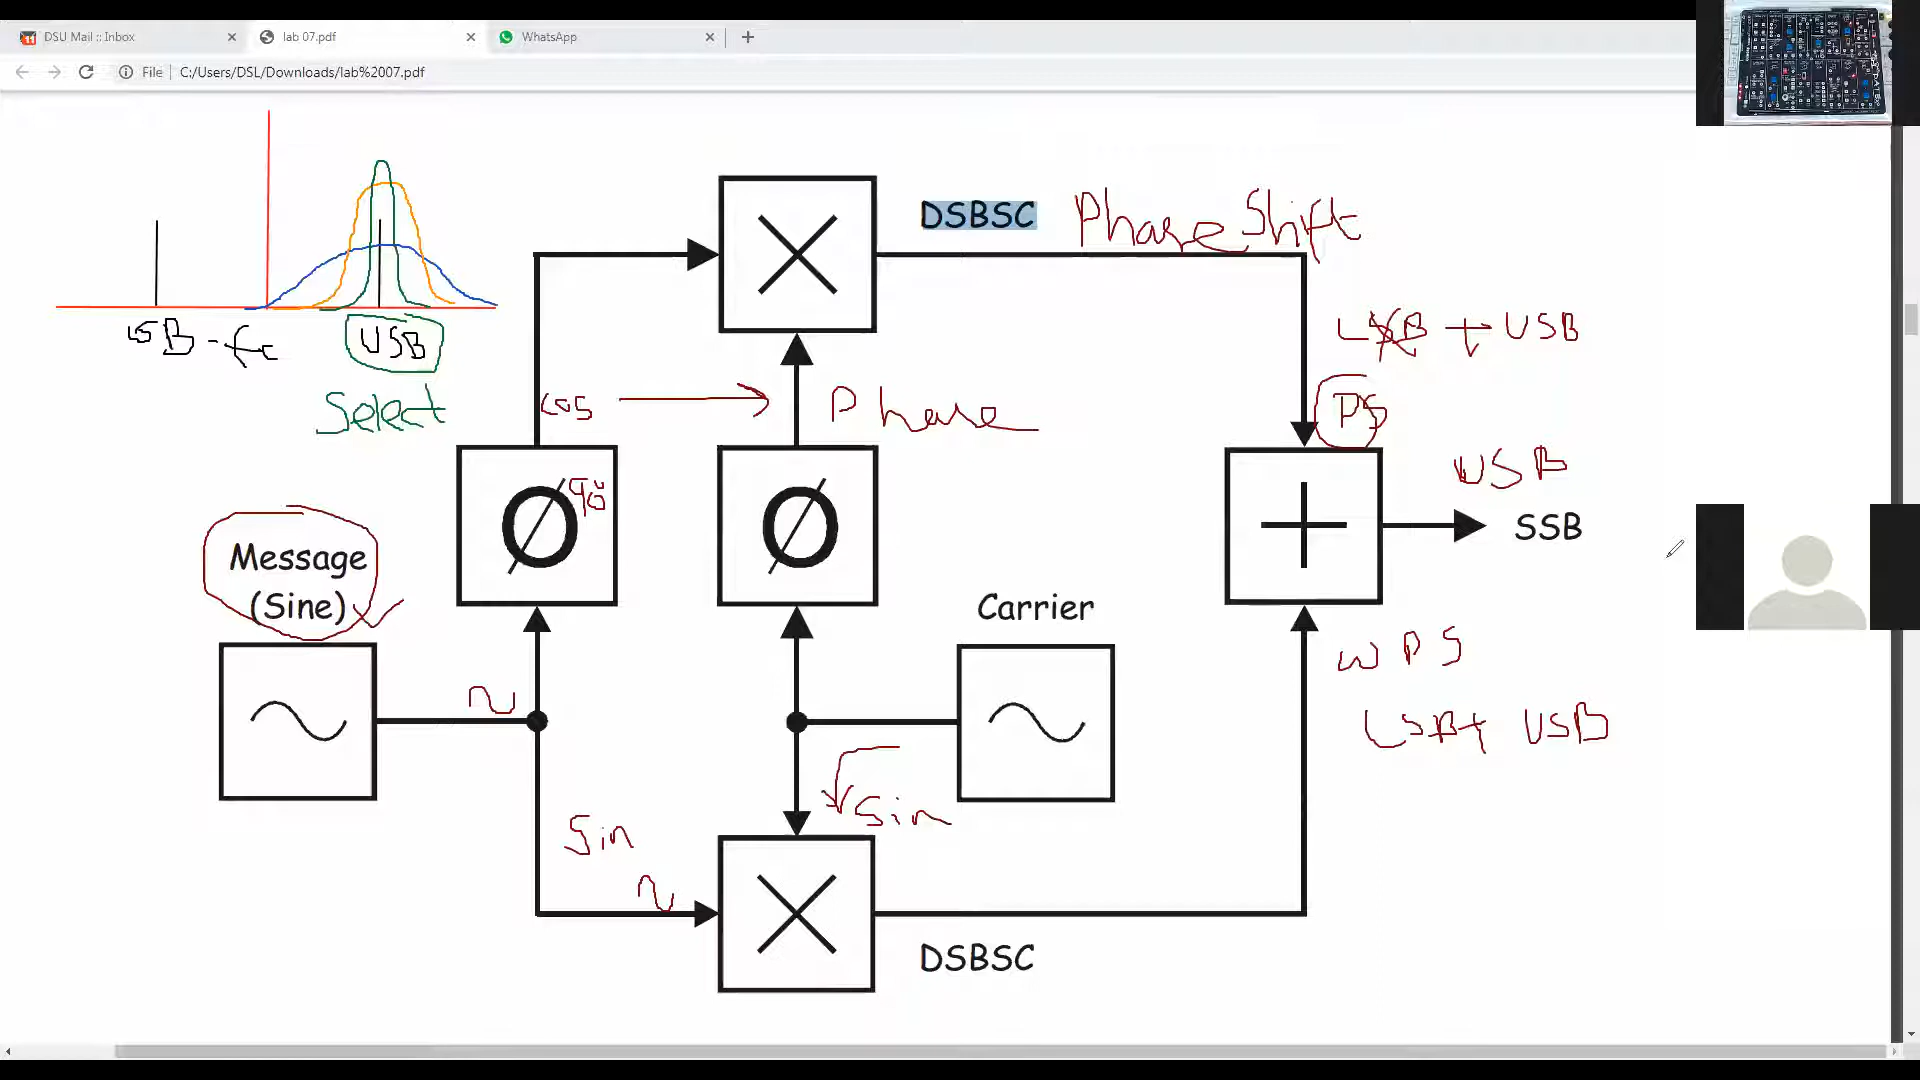 DSU Mail :: Inbox
lab 07.pdf
WhatsApp
File
C:/Users/DSL/Downloads/lab%2007.pdf
DSBSC
Phase Shift
LSB + USB
- fc
USB
Select
cos
Phase
PS
90°
USB
SSB
Message
(Sine)
Carrier
WPS
LSB + USB
Sin
Sin
DSBSC